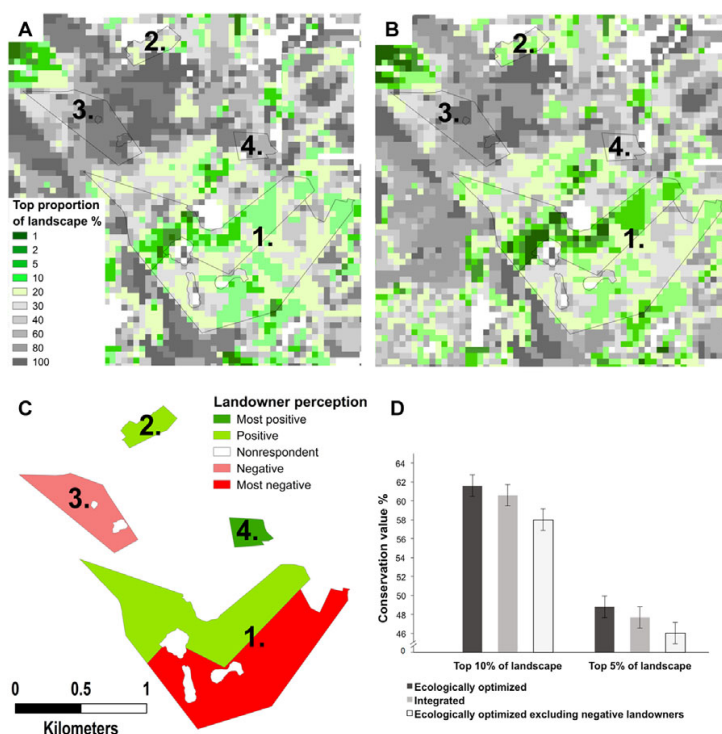 A
2.
3.
4.
1.
Top proportion
of landscape %
1
2
5
10
20
30
40
60
80
100
B
2.
3.
4.
1.
C
2.
3.
4.
1.
Landowner perception
Most positive
Positive
Nonrespondent
Negative
Most negative
0 0.5 1
Kilometers
D
Conservation value %
64
62
60
58
56
54
52
50
48
46
0
Top 10% of landscape Top 5% of landscape
Ecologically optimized
Integrated
Ecologically optimized excluding negative landowners